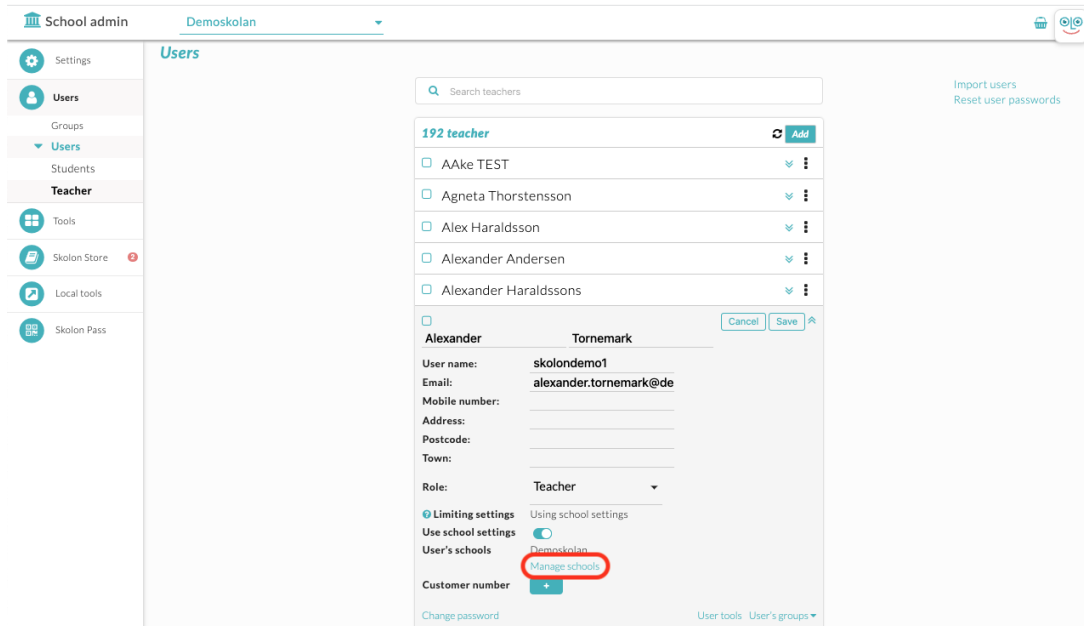 School admin
Demoskolan
Users
Settings
Users
Groups
Users
Students
Teacher
Tools
Skolon Store 2
Local tools
Skolon Pass
Search teachers
Import users
Reset user passwords
192 teacher
Add
AAke TEST
Agneta Thorstensson
Alex Haraldsson
Alexander Andersen
Alexander Haraldssons
Cancel Save
Alexander Tornemark
User name: skolondemo1
Email: alexander.tornemark@de
Mobile number:
Address:
Postcode:
Town:
Role: Teacher
? Limiting settings Using school settings
Use school settings
User's schools Demoskolan
Manage schools
Customer number +
Change password User tools User's groups